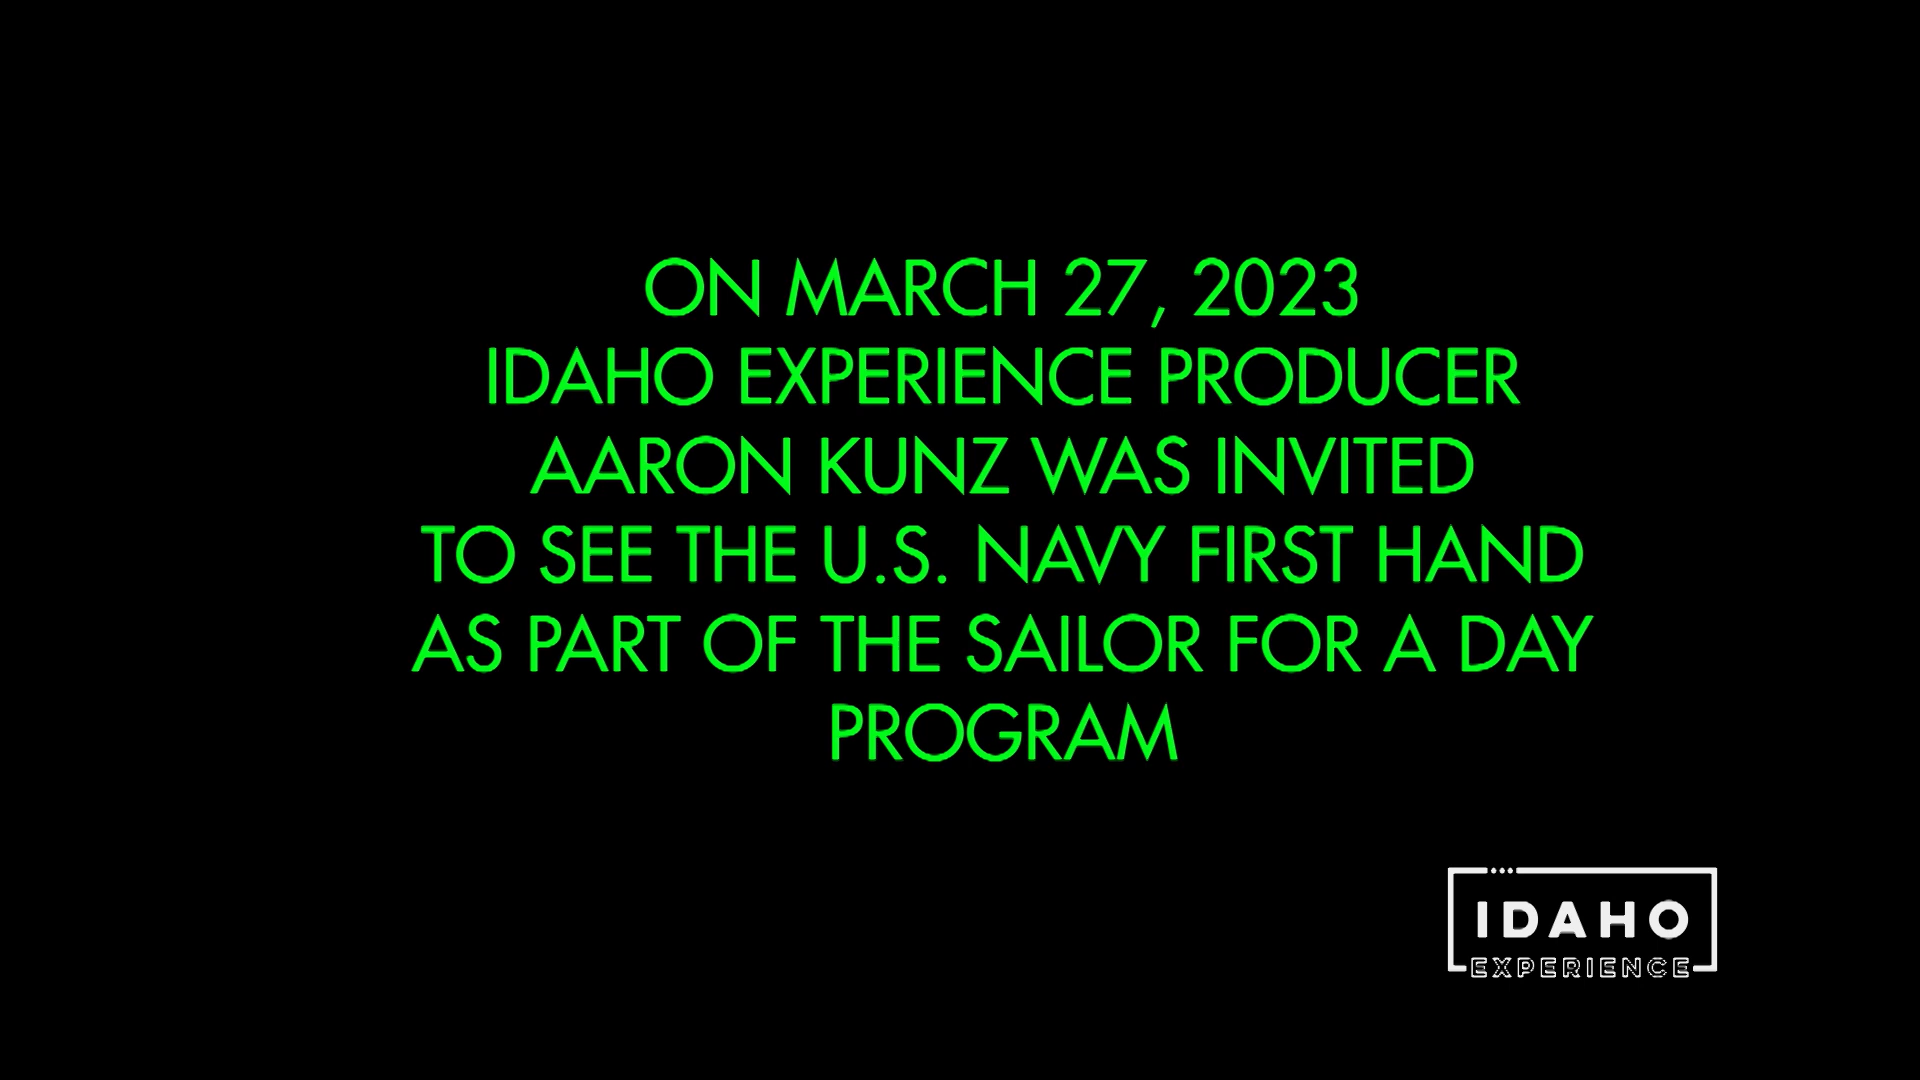 ON MARCH 27, 2023
IDAHO EXPERIENCE PRODUCER
AARON KUNZ WAS INVITED
TO SEE THE U.S. NAVY FIRST HAND
AS PART OF THE SAILOR FOR A DAY
PROGRAM
IDAHO
EXPERIENCE